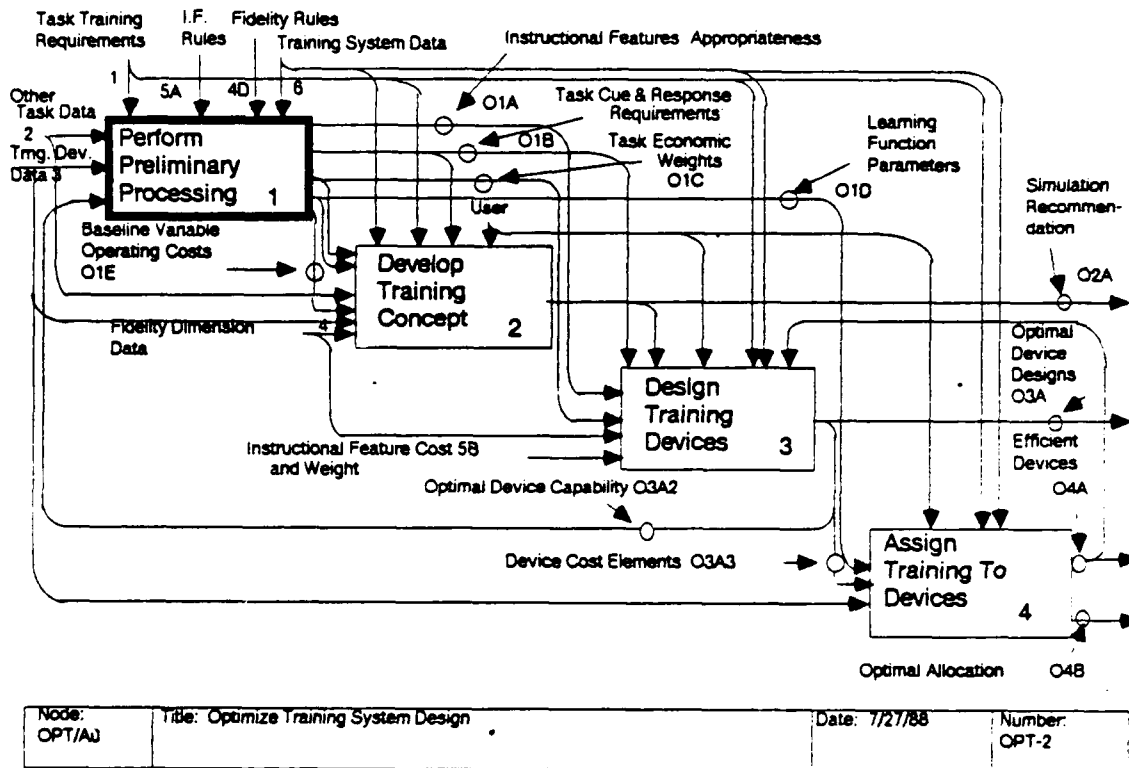 Task Training
Requirements
I.F.
Rules
Fidelity Rules
Training System Data
Instructional Features Appropriateness
1
5A
4D
6
Other
Task Data
2
Trng. Dev.
Data 3
Perform
Preliminary
Processing
1
O1A
Task Cue & Response
Requirements
O1B
Task Economic
Weights
O1C
Learning
Function
Parameters
O1D
Simulation
Recommen-
dation
O2A
User
Baseline Variable
Operating Costs
O1E
Develop
Training
Concept
2
Fidelity Dimension
Data
4
Optimal
Device
Designs
O3A
Design
Training
Devices
3
Efficient
Devices
O4A
Instructional Feature Cost 5B
and Weight
Optimal Device Capability O3A2
Device Cost Elements O3A3
Assign
Training To
Devices
4
Optimal Allocation
O4B
Node:
OPT/A0
Title: Optimize Training System Design
Date: 7/27/88
Number:
OPT-2